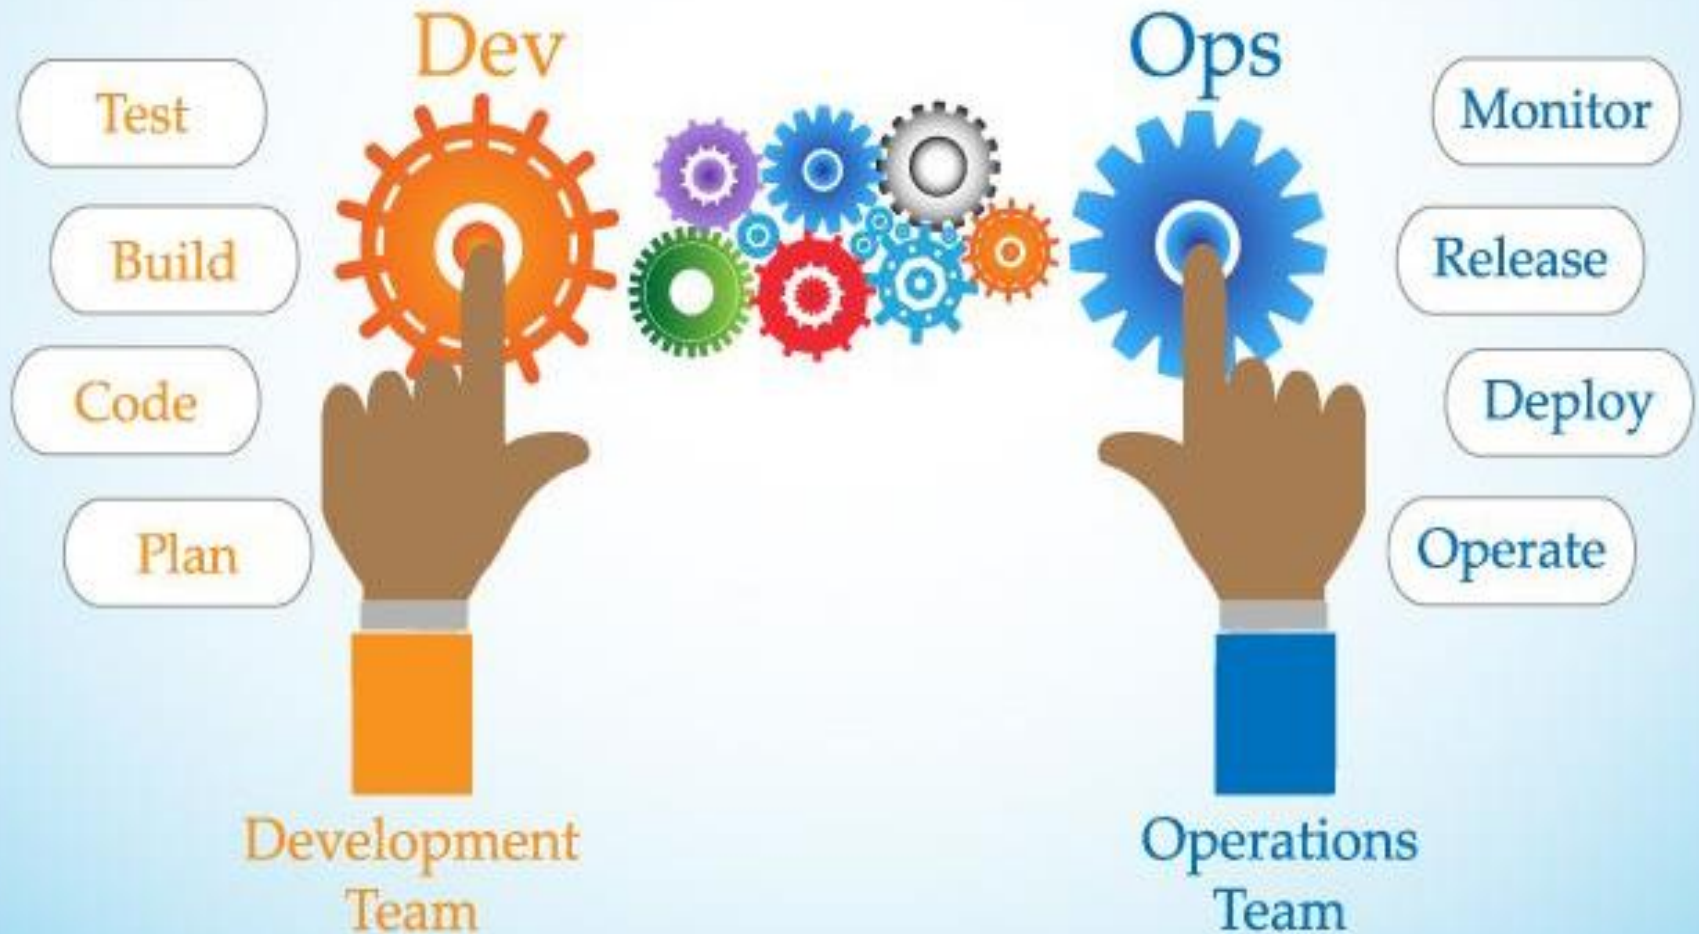 Dev
Ops
Test
Build
Code
Plan
Monitor
Release
Deploy
Operate
Development
Team
Operations
Team